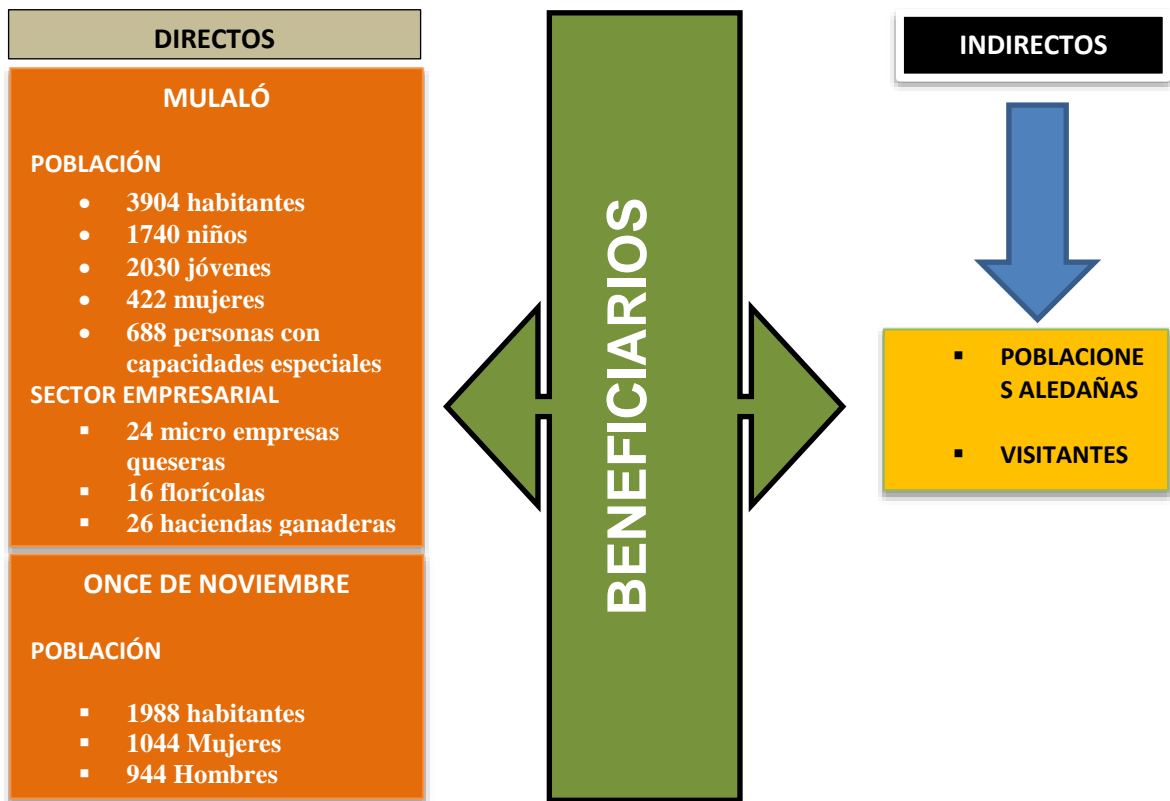 DIRECTOS
MULALÓ
POBLACIÓN
• 3904 habitantes
• 1740 niños
• 2030 jóvenes
• 422 mujeres
• 688 personas con
capacidades especiales
SECTOR EMPRESARIAL
▪ 24 micro empresas
queseras
▪ 16 florícolas
▪ 26 haciendas ganaderas
ONCE DE NOVIEMBRE
POBLACIÓN
▪ 1988 habitantes
▪ 1044 Mujeres
▪ 944 Hombres
BENEFICIARIOS
INDIRECTOS
▪ POBLACIONE
S ALEDAÑAS
▪ VISITANTES